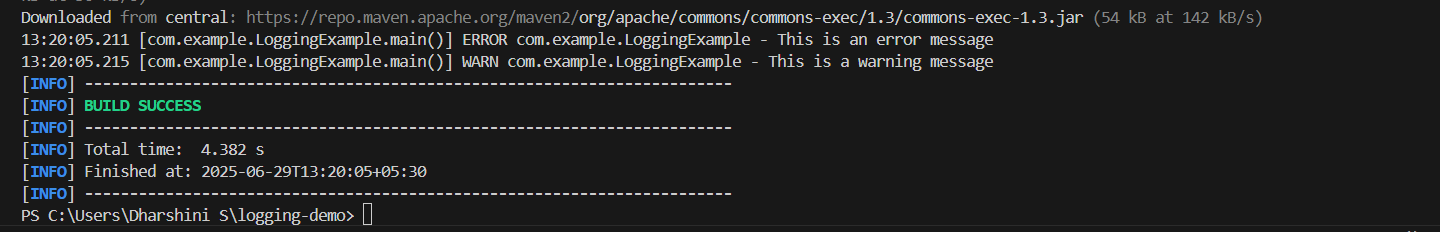 Downloaded from central: https://repo.maven.apache.org/maven2/org/apache/commons/commons-exec/1.3/commons-exec-1.3.jar (54 kB at 142 kB/s)
13:20:05.211 [com.example.LoggingExample.main()] ERROR com.example.LoggingExample - This is an error message
13:20:05.215 [com.example.LoggingExample.main()] WARN com.example.LoggingExample - This is a warning message
[INFO] ------------------------------------------------------------------------
[INFO] BUILD SUCCESS
[INFO] ------------------------------------------------------------------------
[INFO] Total time:  4.382 s
[INFO] Finished at: 2025-06-29T13:20:05+05:30
[INFO] ------------------------------------------------------------------------
PS C:\Users\Dharshini S\logging-demo>